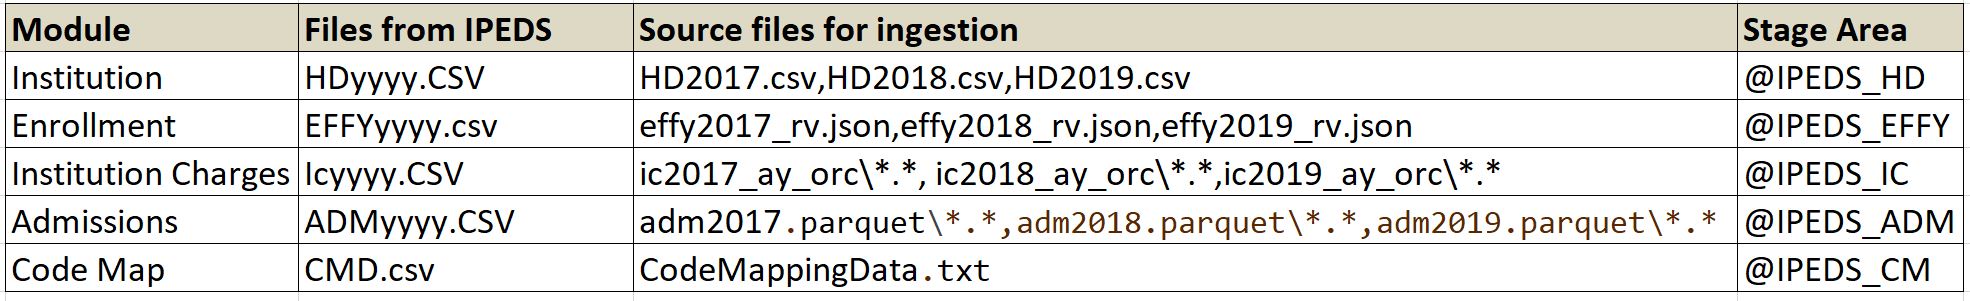 Module Files from IPEDS Source files for ingestion Stage Area
Institution HDyyyy.CSV HD2017.csv,HD2018.csv,HD2019.csv @IPEDS_HD
Enrollment EFFYyyyy.csv effy2017_rv.json,effy2018_rv.json,effy2019_rv.json @IPEDS_EFFY
Institution Charges Icyyyy.CSV ic2017_ay_orc\*.*, ic2018_ay_orc\*.*,ic2019_ay_orc\*.* @IPEDS_IC
Admissions ADMyyyy.CSV adm2017.parquet\*.*,adm2018.parquet\*.*,adm2019.parquet\*.* @IPEDS_ADM
Code Map CMD.csv CodeMappingData.txt @IPEDS_CM